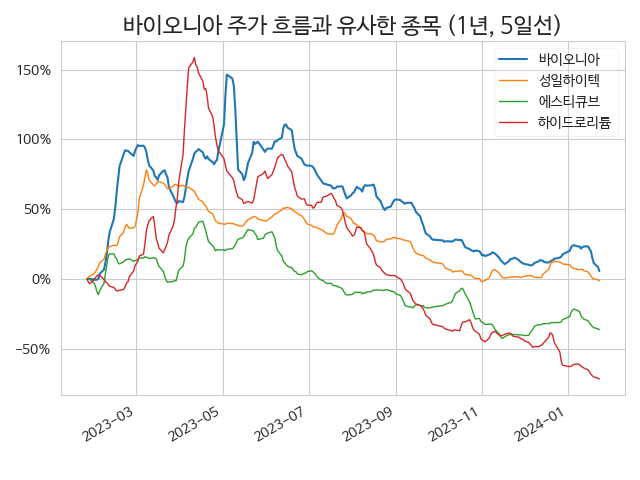 바이오니아 주가 흐름과 유사한 종목 (1년, 5일선)
바이오니아
성일하이텍
에스티큐브
하이드로리튬
150%
100%
50%
0%
−50%
2023-03
2023-05
2023-07
2023-09
2023-11
2024-01